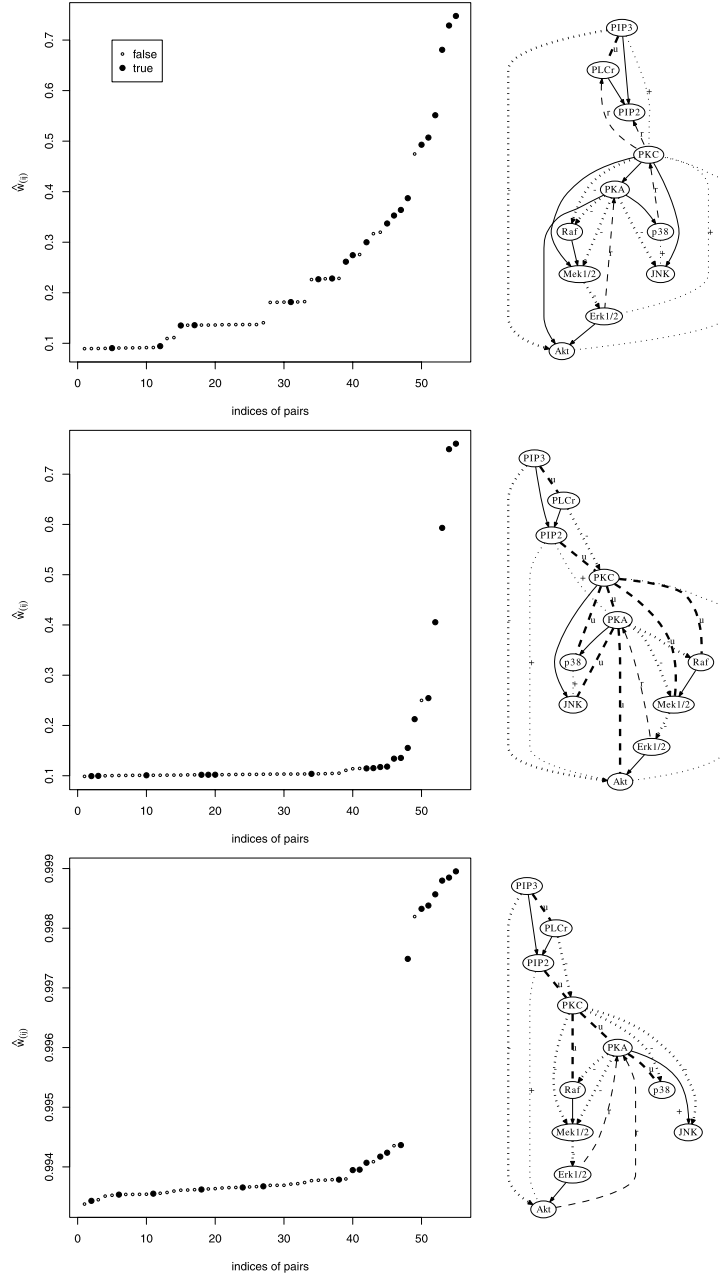 0.7
0.6
0.5
0.4
0.3
0.2
0.1
ŵ(ij)
false
true
0 10 20 30 40 50
indices of pairs
PIP3
u
PLCr
+
PIP2
r
r
PKC
PKA
r
+
Raf
p38
+
Mek1/2
JNK
r
Erk1/2
Akt
0.7
0.6
0.5
0.4
0.3
0.2
0.1
ŵ(ij)
0 10 20 30 40 50
indices of pairs
PIP3
u
PLCr
PIP2
u
+
PKC
u
PKA
u
u
u
p38
u
Raf
+
JNK
u
r
Mek1/2
Erk1/2
+
Akt
0.999
0.998
0.997
0.996
0.995
0.994
ŵ(ij)
0 10 20 30 40 50
indices of pairs
PIP3
u
PLCr
PIP2
u
PKC
u
u
PKA
u
Raf
p38
+
+
Mek1/2
JNK
r
r
Erk1/2
Akt